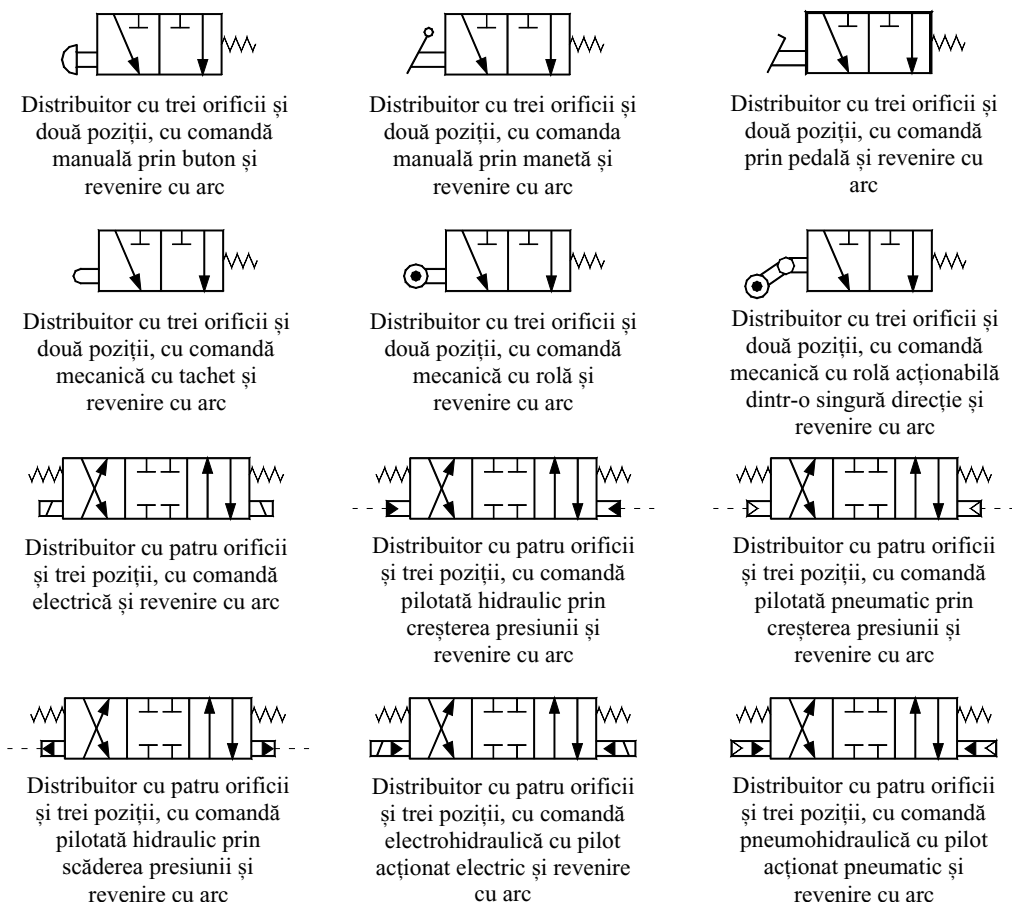 Distribuitor cu trei orificii și
două poziții, cu comandă
manuală prin buton și
revenire cu arc
Distribuitor cu trei orificii și
două poziții, cu comanda
manuală prin manetă și
revenire cu arc
Distribuitor cu trei orificii și
două poziții, cu comandă
prin pedală și revenire cu
arc
Distribuitor cu trei orificii și
două poziții, cu comandă
mecanică cu tachet și
revenire cu arc
Distribuitor cu trei orificii și
două poziții, cu comandă
mecanică cu rolă și
revenire cu arc
Distribuitor cu trei orificii și
două poziții, cu comandă
mecanică cu rolă acționabilă
dintr-o singură direcție și
revenire cu arc
Distribuitor cu patru orificii
și trei poziții, cu comandă
electrică și revenire cu arc
Distribuitor cu patru orificii
și trei poziții, cu comandă
pilotată hidraulic prin
creșterea presiunii și
revenire cu arc
Distribuitor cu patru orificii
și trei poziții, cu comandă
pilotată pneumatic prin
creșterea presiunii și
revenire cu arc
Distribuitor cu patru orificii
și trei poziții, cu comandă
pilotată hidraulic prin
scăderea presiunii și
revenire cu arc
Distribuitor cu patru orificii
și trei poziții, cu comandă
electrohidraulică cu pilot
acționat electric și revenire
cu arc
Distribuitor cu patru orificii
și trei poziții, cu comandă
pneumohidraulică cu pilot
acționat pneumatic și
revenire cu arc